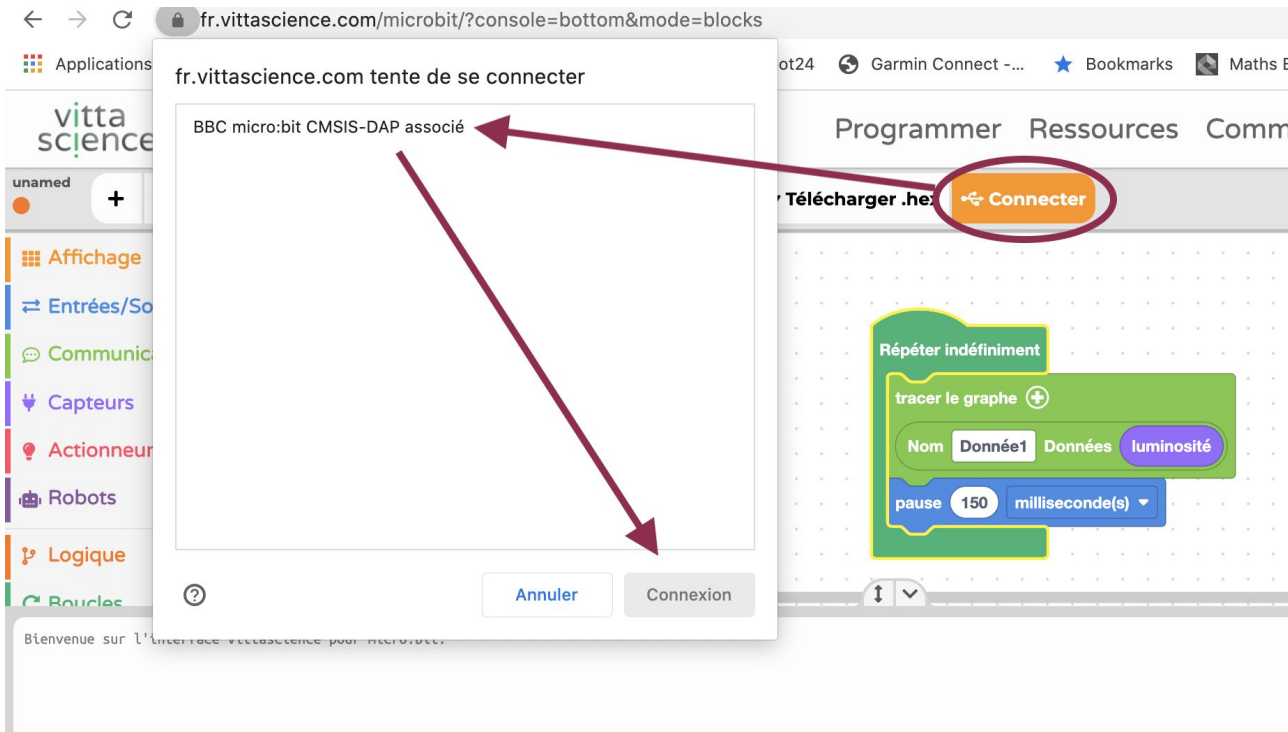 fr.vittascience.com/microbit/?console=bottom&mode=blocks
Applications
ot24 Garmin Connect -... Bookmarks Maths E
fr.vittascience.com tente de se connecter
BBC micro:bit CMSIS-DAP associé
Annuler Connexion
vitta
science
Programmer Ressources Comm
unamed
+
Télécharger .hex
Connecter
Affichage
Entrées/So
Communica
Capteurs
Actionneur
Robots
Logique
Boucles
Répéter indéfiniment
tracer le graphe
Nom Donnée1 Données luminosité
pause 150 milliseconde(s)
Bienvenue sur l'interface Vittascience pour Micro:bit.